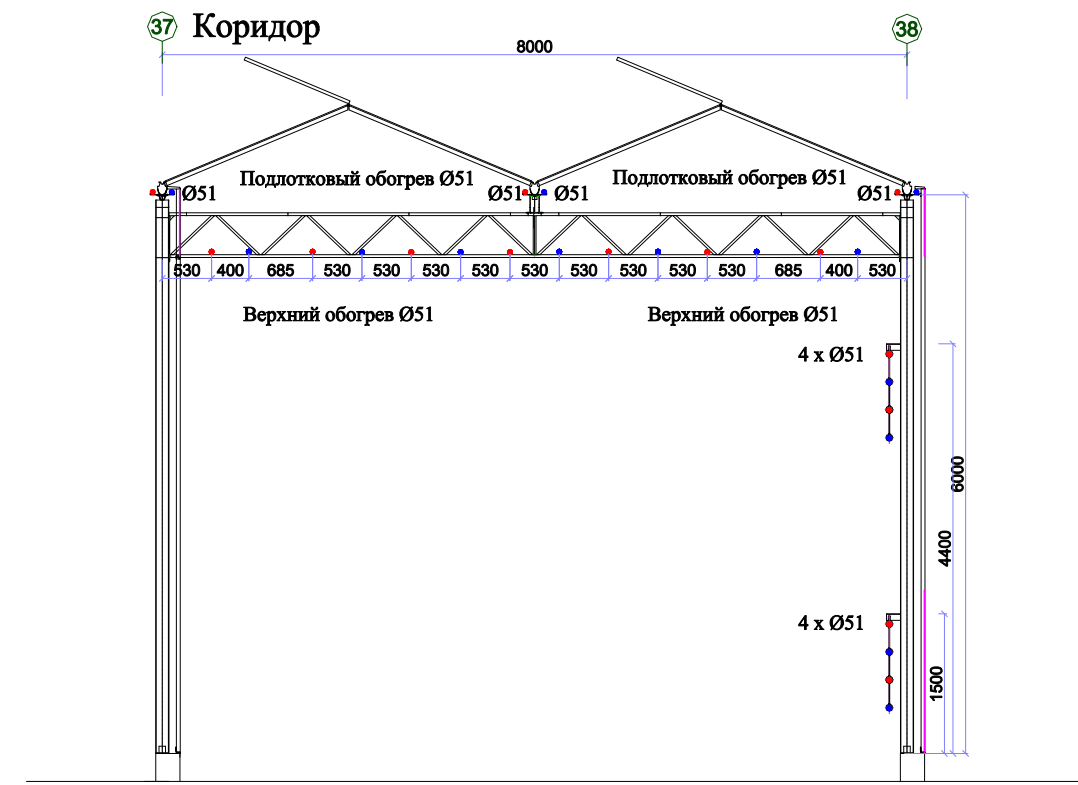 37 Коридор 38
8000
Подлотковый обогрев Ø51 Подлотковый обогрев Ø51
Ø51 Ø51 Ø51 Ø51
530 400 685 530 530 530 530 530 530 530 530 530 685 400 530
Верхний обогрев Ø51 Верхний обогрев Ø51
4 x Ø51
6000
4400
4 x Ø51
1500